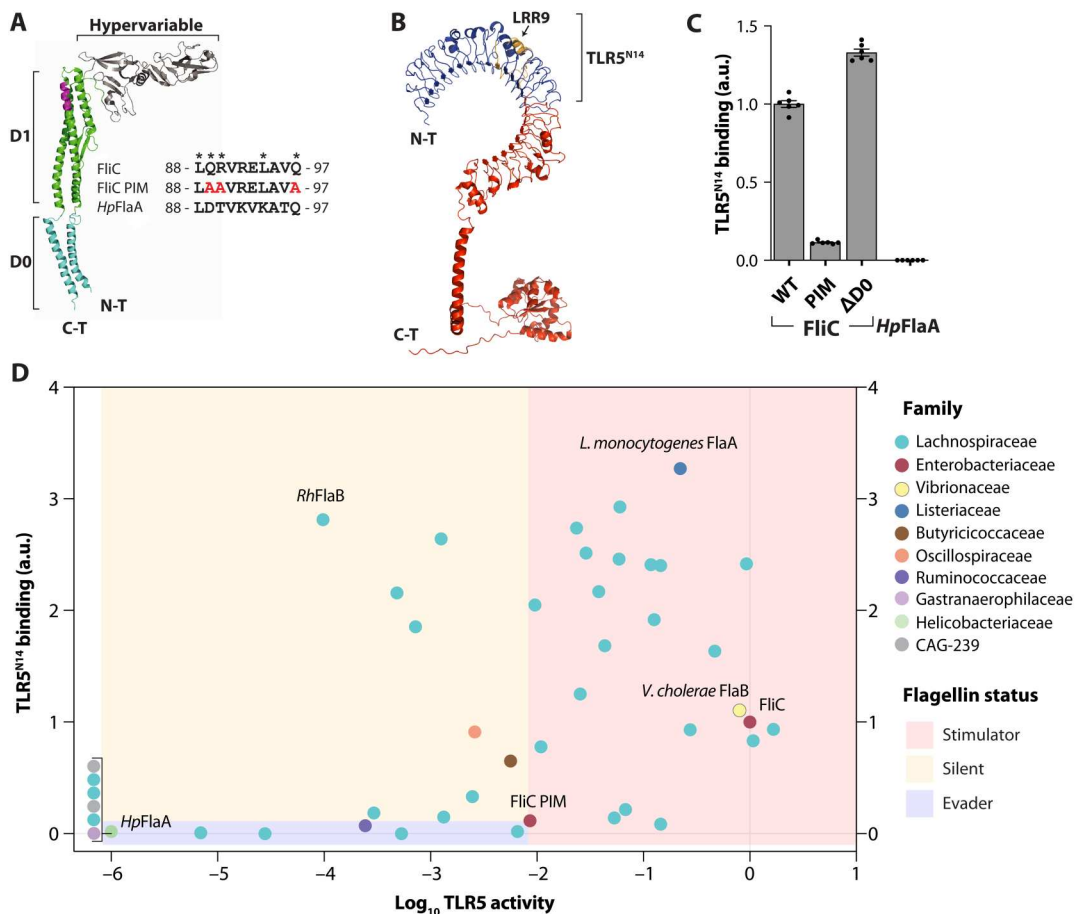 A
Hypervariable
D1
D0
N-T
C-T
* * * * *
FliC 88 - LQRVRELAVQ - 97
FliC PIM 88 - LAAVRELAVA - 97
HpFlaA 88 - LDTVKVKATQ - 97
B
LRR9
TLR5N14
N-T
C-T
C
TLR5N14 binding (a.u.)
1.5
1.0
0.5
0.0
WT
PIM
ΔD0
FliC
HpFlaA
D
TLR5N14 binding (a.u.)
4
3
2
1
0
4
3
2
1
0
L. monocytogenes FlaA
RhFlaB
V. cholerae FlaB
FliC
FliC PIM
HpFlaA
−6 −5 −4 −3 −2 −1 0 1
Log10 TLR5 activity
Family
Lachnospiraceae
Enterobacteriaceae
Vibrionaceae
Listeriaceae
Butyricicoccaceae
Oscillospiraceae
Ruminococcaceae
Gastranaerophilaceae
Helicobacteriaceae
CAG-239
Flagellin status
Stimulator
Silent
Evader